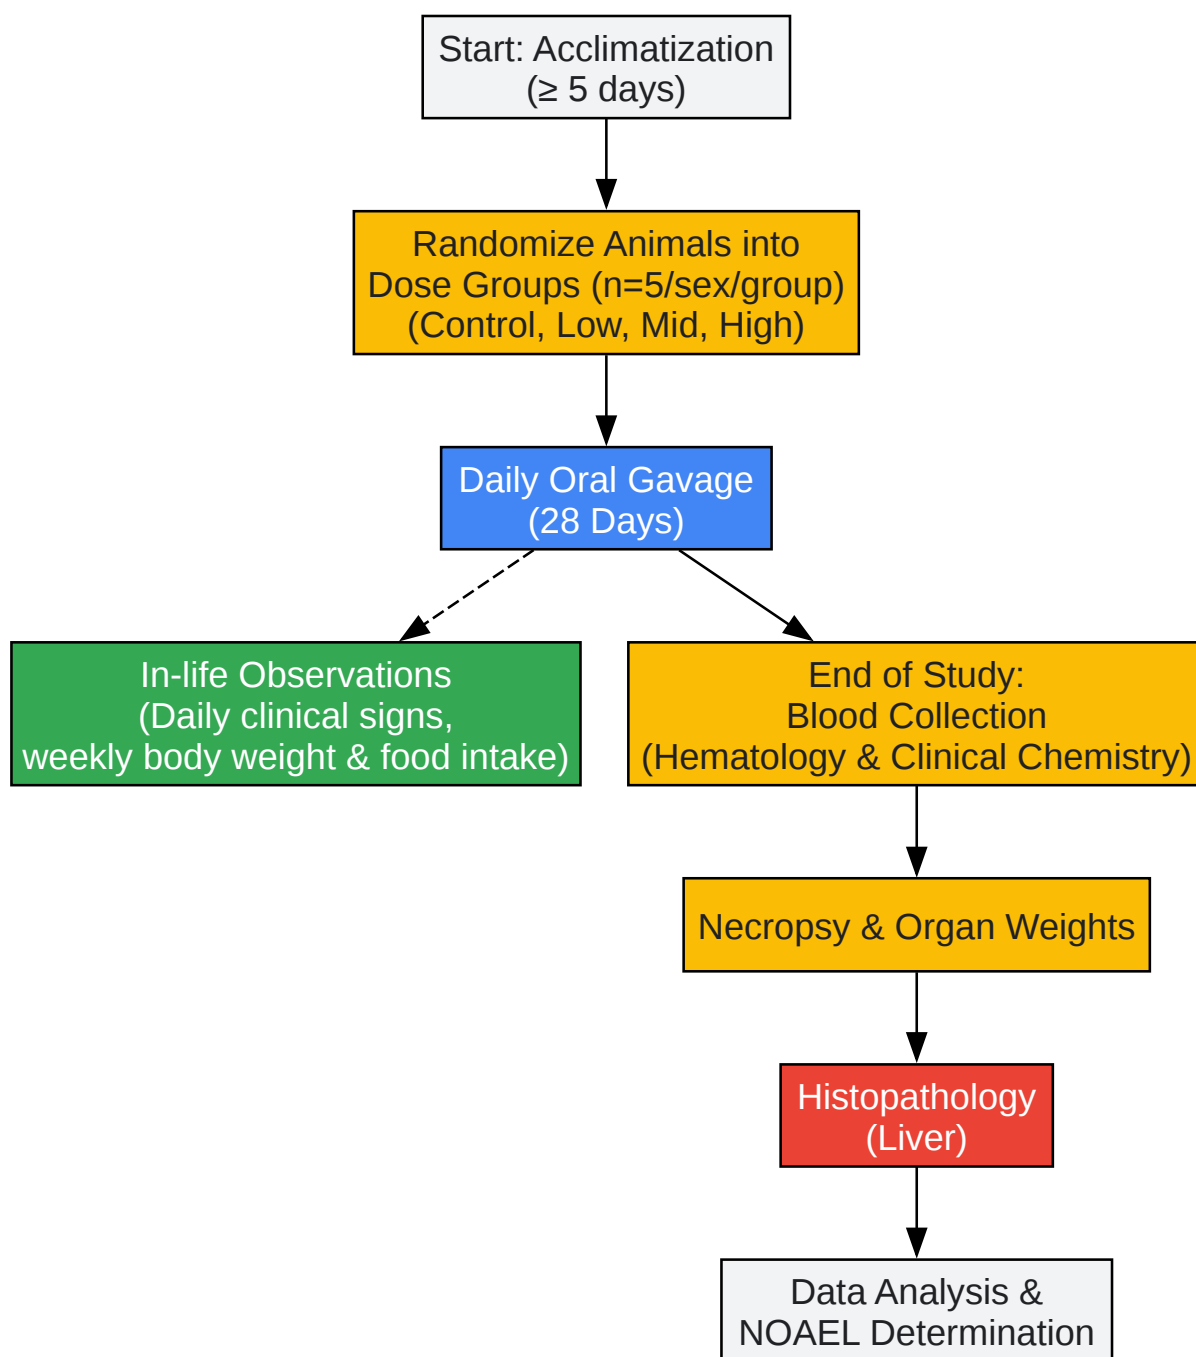 Start: Acclimatization
(≥ 5 days)
Randomize Animals into
Dose Groups (n=5/sex/group)
(Control, Low, Mid, High)
Daily Oral Gavage
(28 Days)
In-life Observations
(Daily clinical signs,
weekly body weight & food intake)
End of Study:
Blood Collection
(Hematology & Clinical Chemistry)
Necropsy & Organ Weights
Histopathology
(Liver)
Data Analysis &
NOAEL Determination